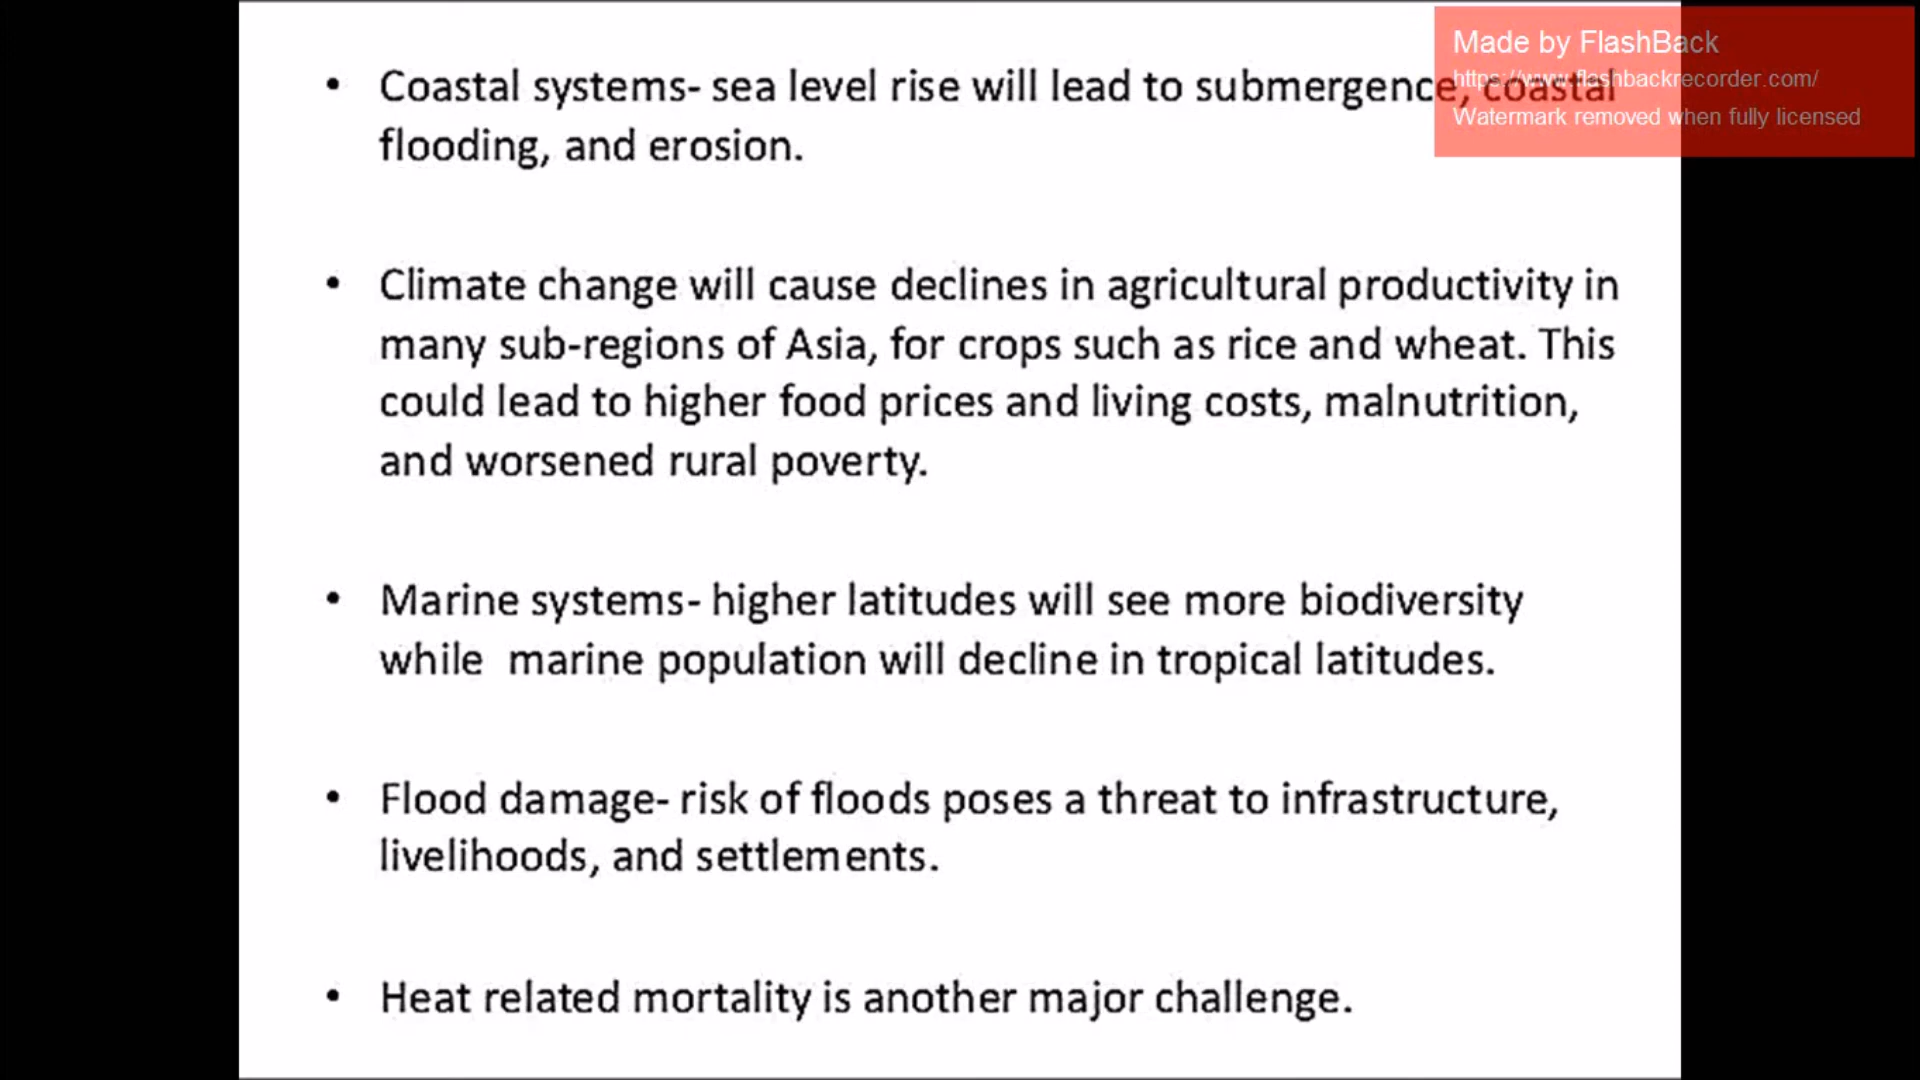 • Coastal systems- sea level rise will lead to submergence, coastal
flooding, and erosion.
• Climate change will cause declines in agricultural productivity in
many sub-regions of Asia, for crops such as rice and wheat. This
could lead to higher food prices and living costs, malnutrition,
and worsened rural poverty.
• Marine systems- higher latitudes will see more biodiversity
while  marine population will decline in tropical latitudes.
• Flood damage- risk of floods poses a threat to infrastructure,
livelihoods, and settlements.
• Heat related mortality is another major challenge.
Made by FlashBack
https://www.flashbackrecorder.com/
Watermark removed when fully licensed